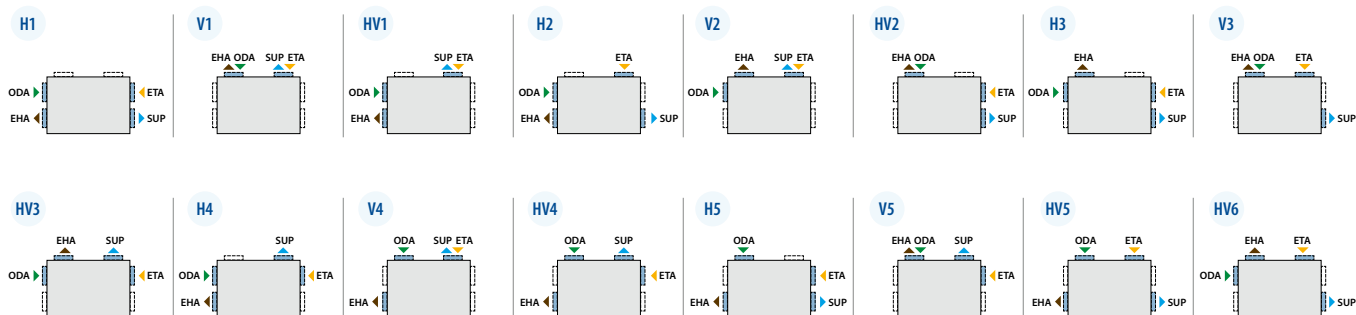 H1 V1 HV1 H2 V2 HV2 H3 V3
EHA ODA SUP ETA SUP ETA ETA EHA SUP ETA EHA ODA EHA EHA ODA ETA
ODA ETA ODA ODA ODA ETA ODA ETA
EHA SUP EHA EHA SUP SUP SUP SUP
HV3 H4 V4 HV4 H5 V5 HV5 HV6
EHA SUP SUP ODA SUP ETA ODA SUP ODA EHA ODA SUP ODA ETA EHA ETA
ODA ETA ODA ETA ETA ETA ETA ODA
EHA EHA EHA EHA SUP EHA SUP SUP